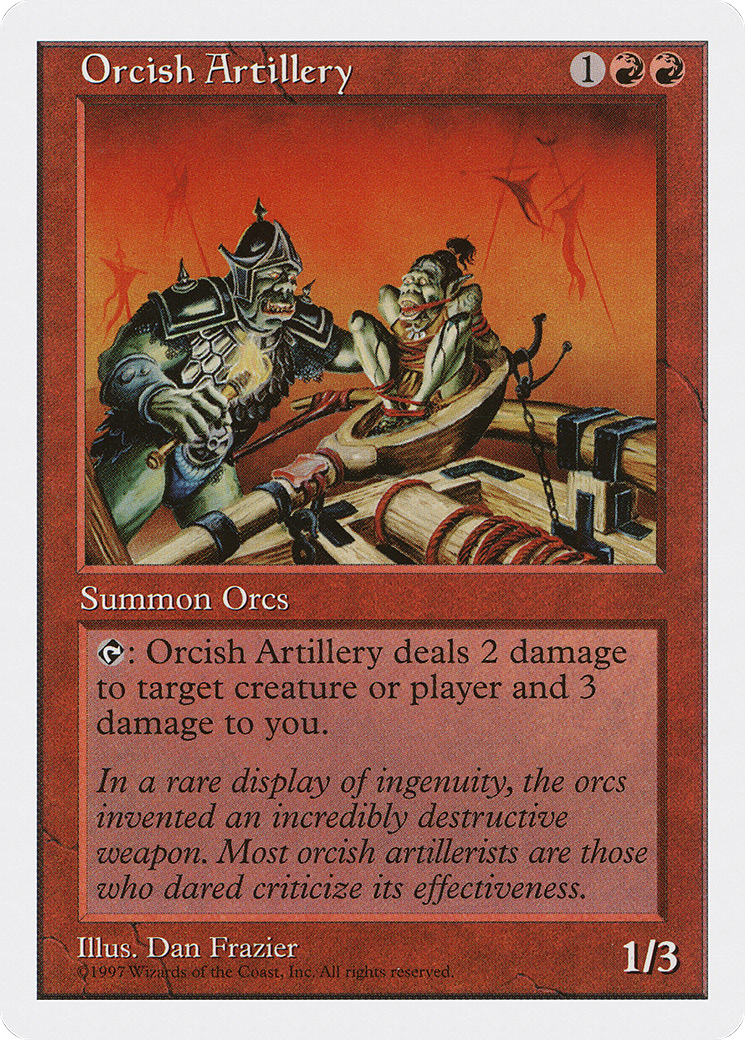 Orcish Artillery 1
Summon Orcs
: Orcish Artillery deals 2 damage
to target creature or player and 3
damage to you.
In a rare display of ingenuity, the orcs
invented an incredibly destructive
weapon. Most orcish artillerists are those
who dared criticize its effectiveness.
Illus. Dan Frazier
©1997 Wizards of the Coast, Inc. All rights reserved.
1/3